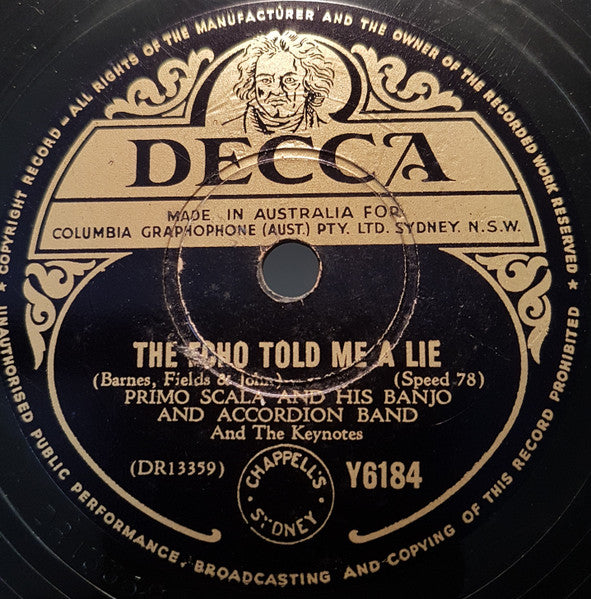 ★ COPYRIGHT RECORD - ALL RIGHTS OF THE MANUFACTURER AND THE OWNER OF THE RECORDED WORK RESERVED ★
DECCA
MADE IN AUSTRALIA FOR
COLUMBIA GRAPHOPHONE (AUST.) PTY. LTD. SYDNEY. N.S.W.
THE ECHO TOLD ME A LIE
(Barnes, Fields & John) (Speed 78)
PRIMO SCALA AND HIS BANJO
AND ACCORDION BAND
And The Keynotes
(DR13359)
CHAPPELL'S
SYDNEY
Y6184
UNAUTHORISED PUBLIC PERFORMANCE, BROADCASTING AND COPYING OF THIS RECORD PROHIBITED